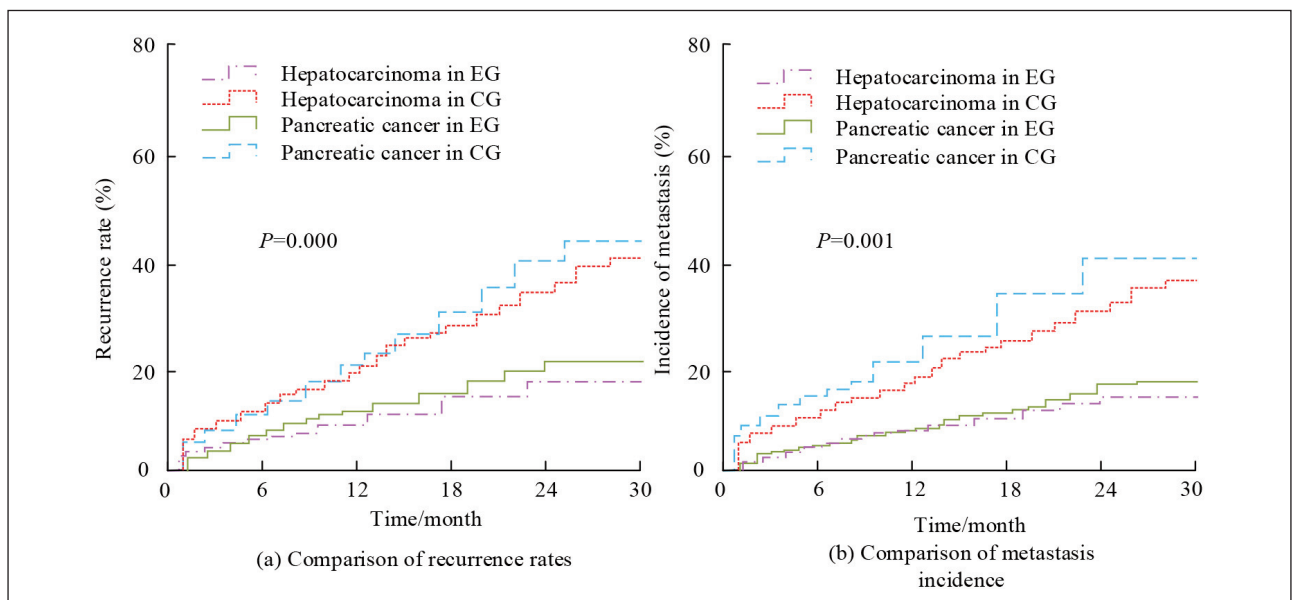 80
60
40
20
0
Recurrence rate (%)
Hepatocarcinoma in EG
Hepatocarcinoma in CG
Pancreatic cancer in EG
Pancreatic cancer in CG
P=0.000
0 6 12 18 24 30
Time/month
(a) Comparison of recurrence rates
80
60
40
20
0
Incidence of metastasis (%)
Hepatocarcinoma in EG
Hepatocarcinoma in CG
Pancreatic cancer in EG
Pancreatic cancer in CG
P=0.001
0 6 12 18 24 30
Time/month
(b) Comparison of metastasis
incidence